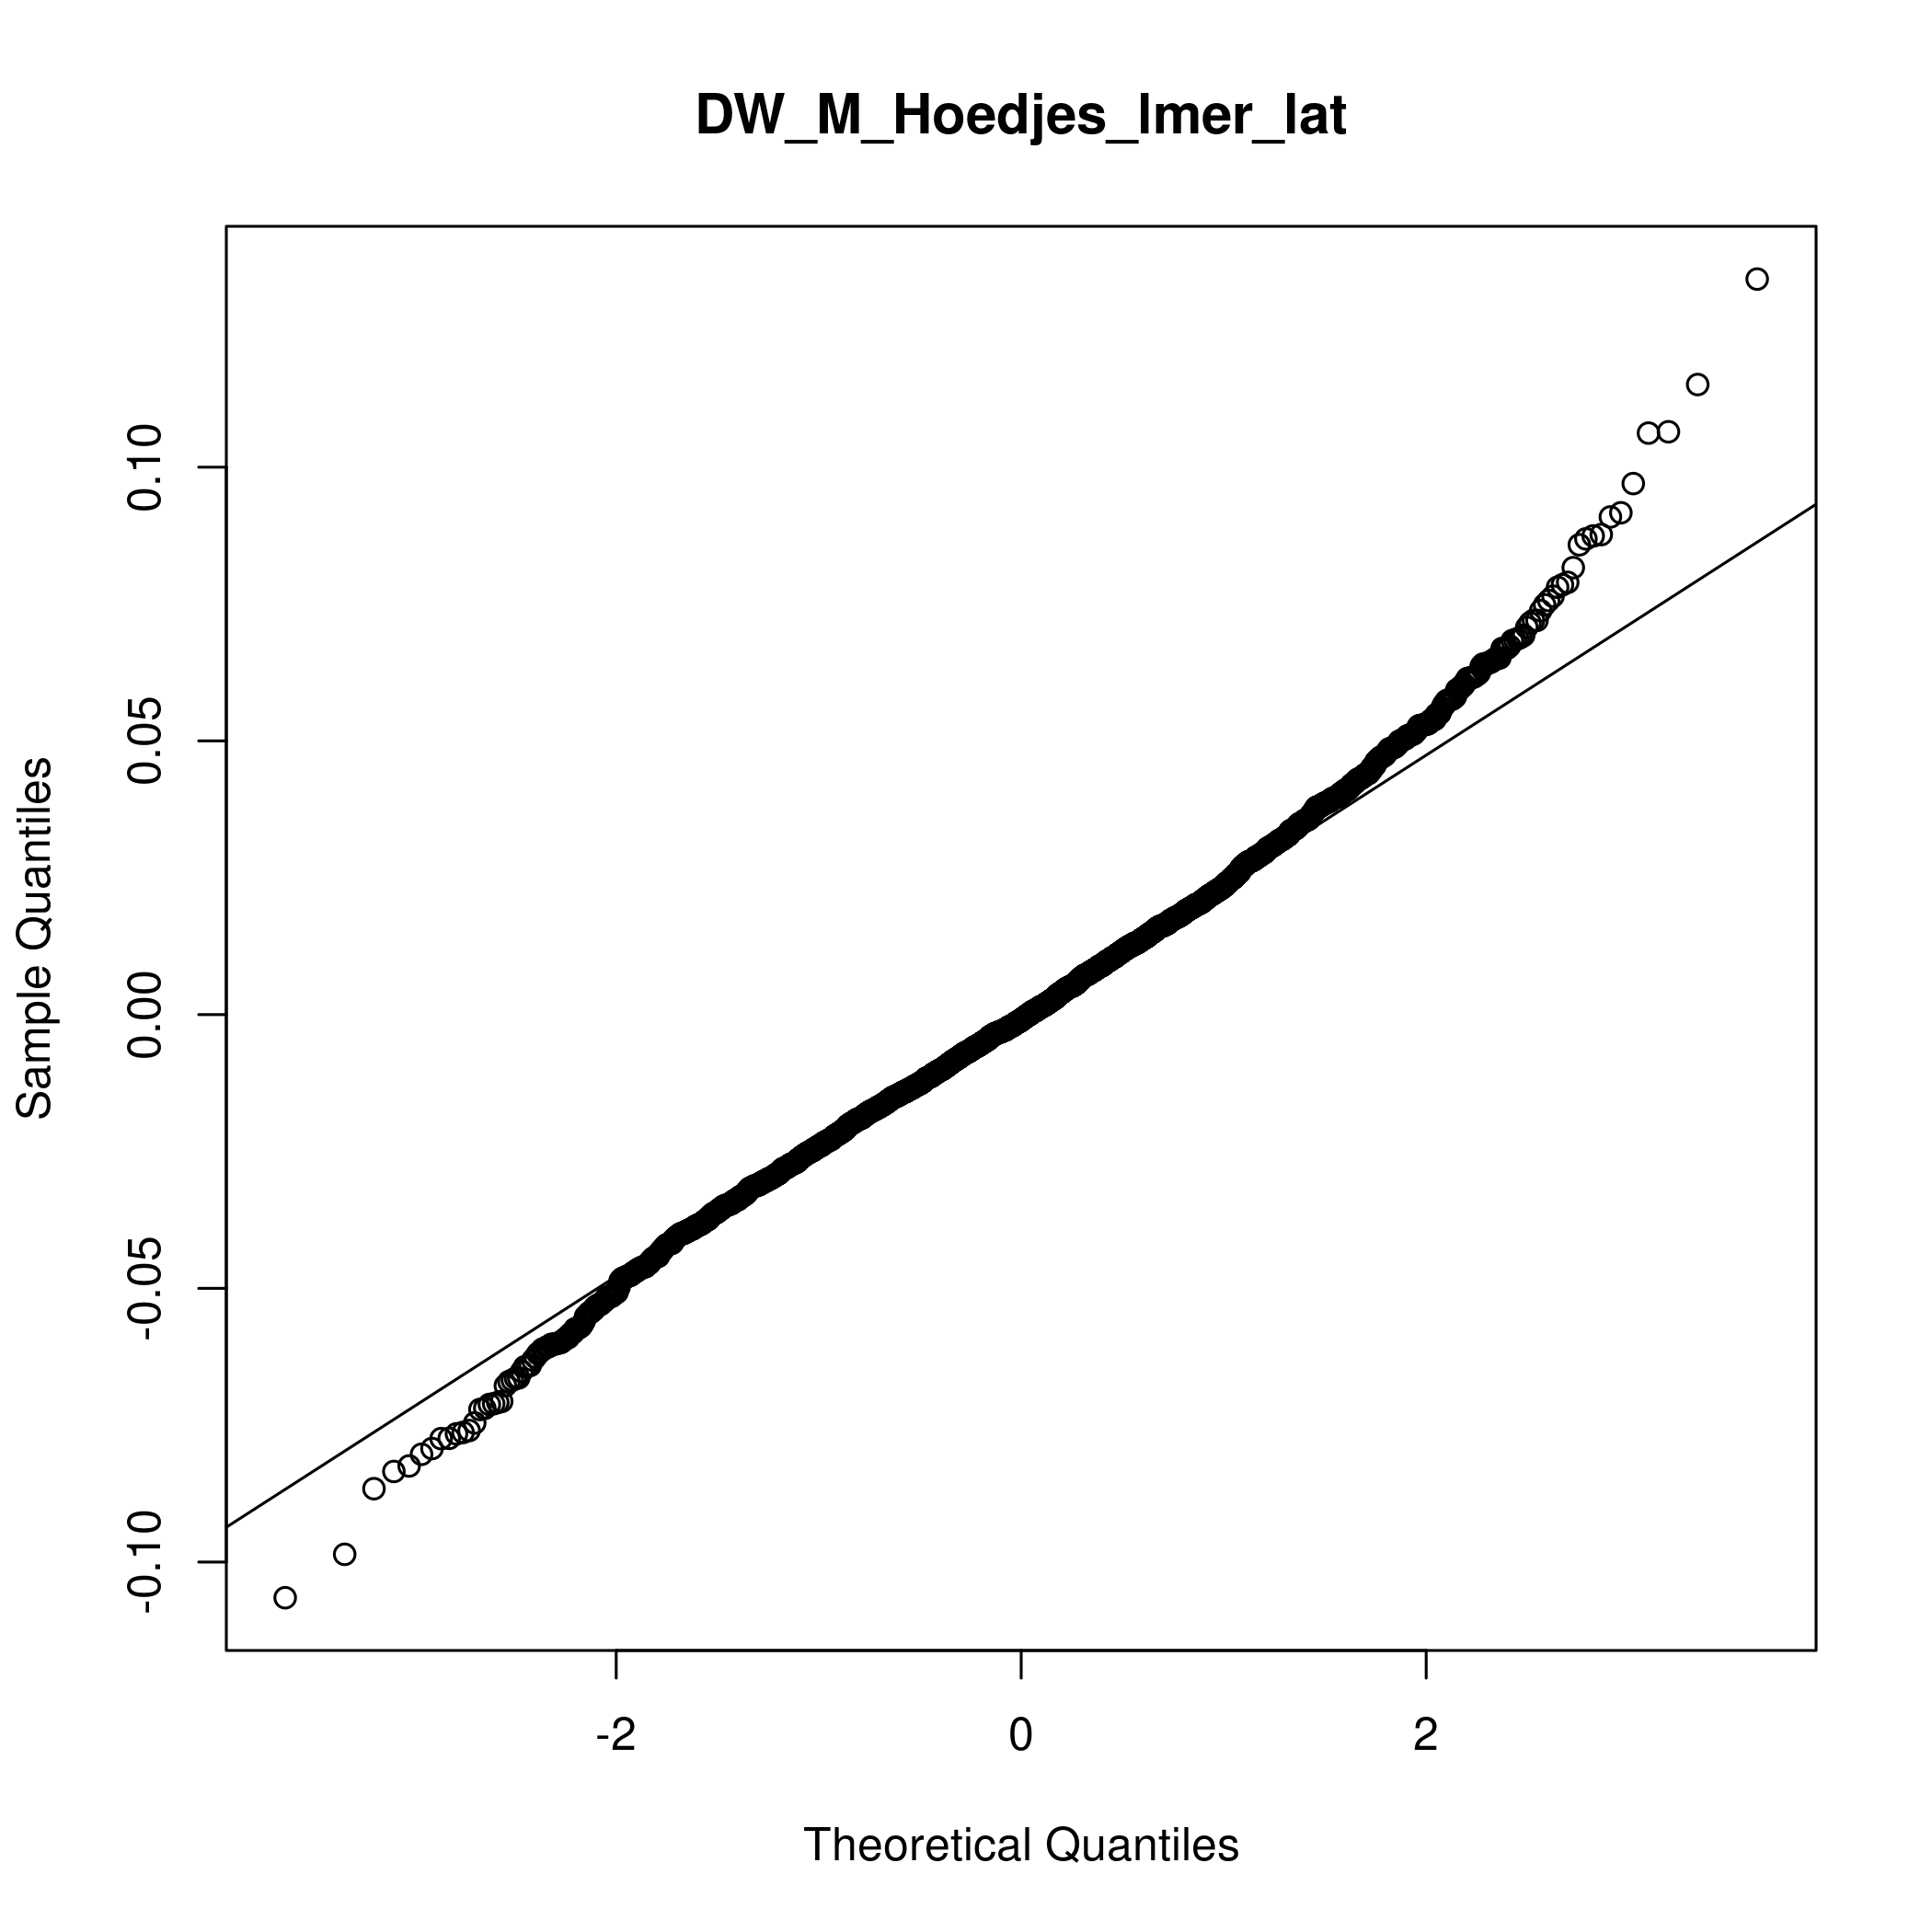 DW_M_Hoedjes_lmer_lat
Sample Quantiles
0.10
0.05
0.00
-0.05
-0.10
-2 0 2
Theoretical Quantiles